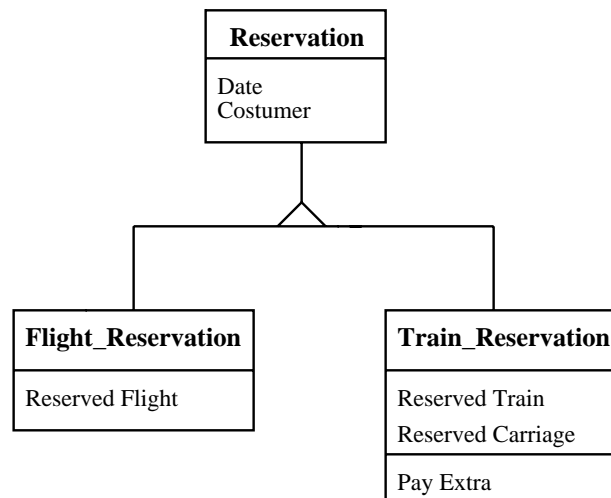 Reservation
Date
Costumer
Flight_Reservation
Reserved Flight
Train_Reservation
Reserved Train
Reserved Carriage
Pay Extra